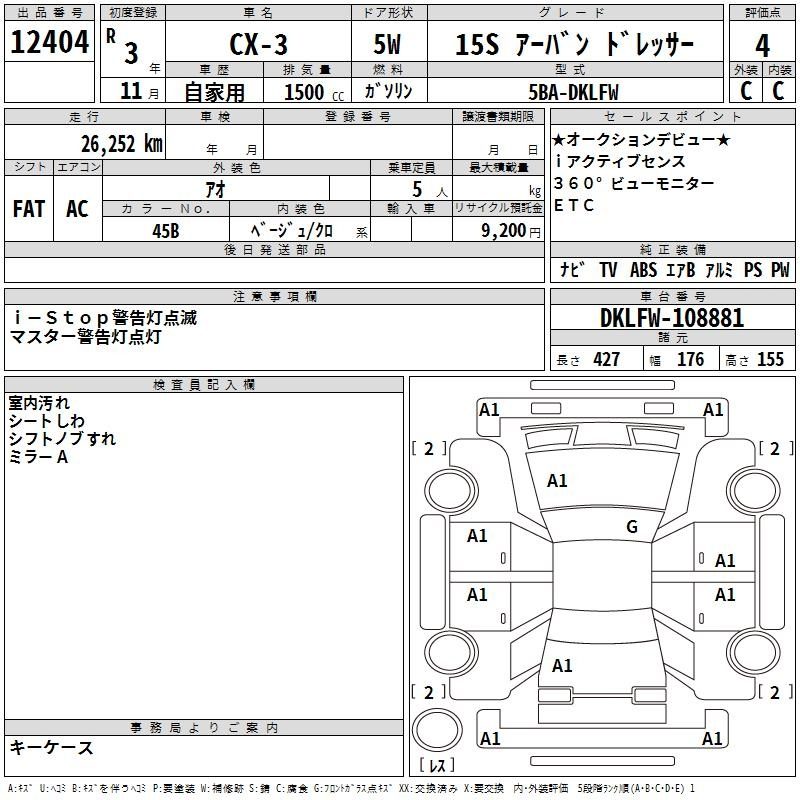 出品番号 初度登録 車名 ドア形状 グレード 評価点
12404 R 3 年 CX-3 5W 15S アーバン ドレッサー 4
車歴 排気量 燃料 型式 外装 内装
11 月 自家用 1500 CC ガソリン 5BA-DKLFW C C
走行 車検 登録番号 譲渡書類期限
26,252 km 年 月 月 日
シフト エアコン 外装色 乗車定員 最大積載量
FAT AC アオ 5 人 kg
カラーNo. 内装色 輸入車 リサイクル預託金
45B ベージュ/クロ 系 9,200 円
後日発送部品
セールスポイント
★オークションデビュー★
ｉアクティブセンス
３６０°ビューモニター
ＥＴＣ
純正装備
ナビ TV ABS エアB アルミ PS PW
注意事項欄
ｉ－Ｓｔｏｐ警告灯点滅
マスター警告灯点灯
車台番号
DKLFW-108881
諸元
長さ 427 幅 176 高さ 155
検査員記入欄
室内汚れ
シートしわ
シフトノブすれ
ミラーＡ
事務局よりご案内
キーケース
A1 A1
[ 2 ] [ 2 ]
A1
G
A1
A1
A1 A1
A1
[ 2 ] [ 2 ]
A1 A1
[ レス ]
A:キズ U:ヘコミ B:キズを伴うヘコミ P:要塗装 W:補修跡 S:錆 C:腐食 G:フロントガラス点キズ XX:交換済み X:要交換 内・外装評価 5段階ランク順(A・B・C・D・E) 1